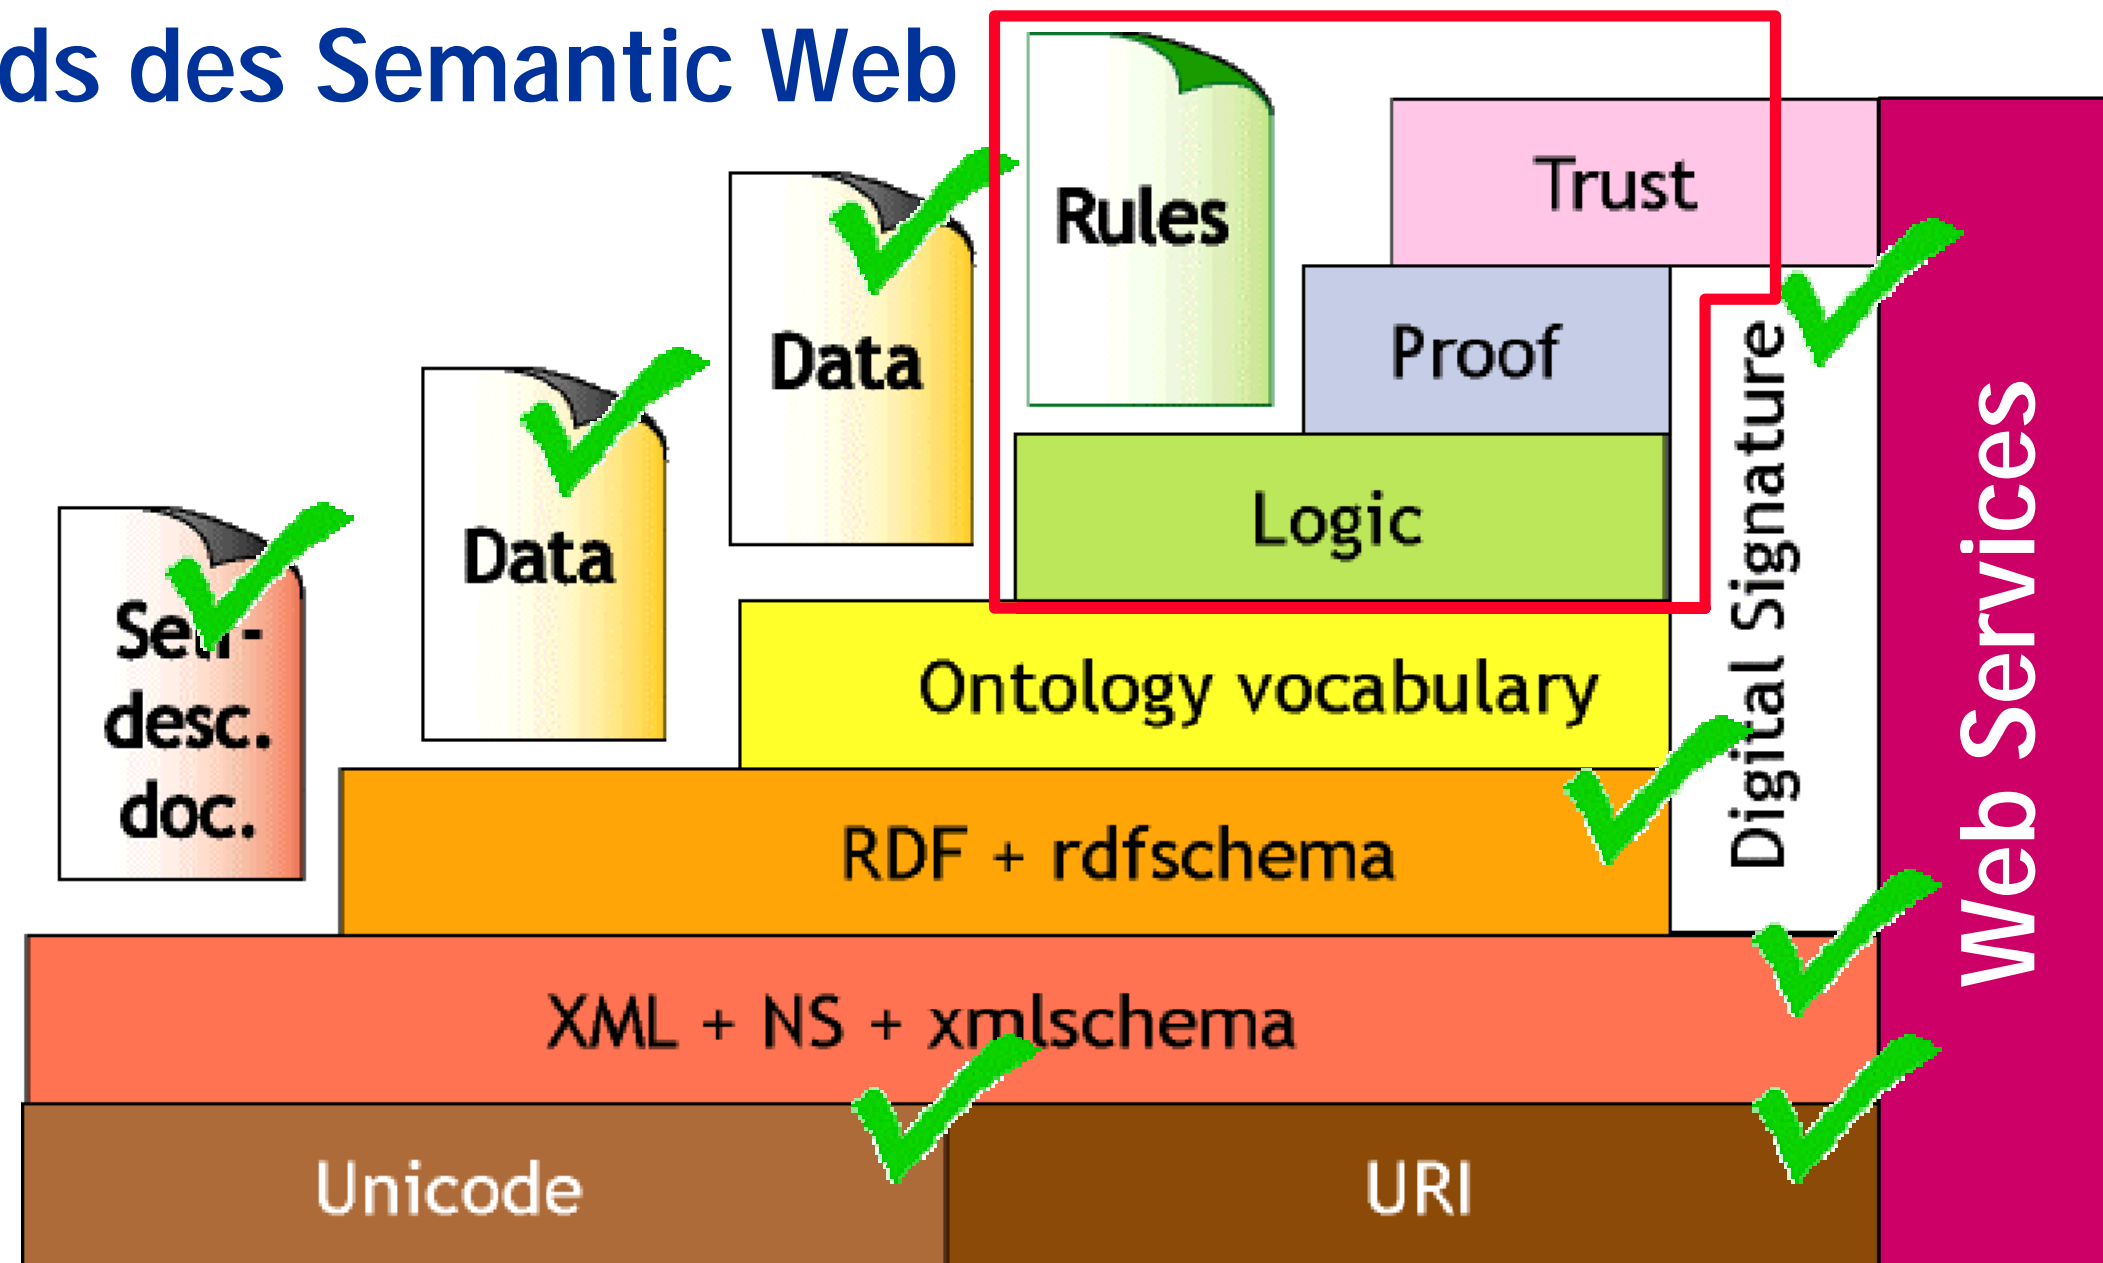 ds des Semantic Web
Rules
Trust
Data
Proof
Data
Logic
Self-
desc.
doc.
Ontology vocabulary
Digital Signature
Web Services
RDF + rdfschema
XML + NS + xmlschema
Unicode
URI